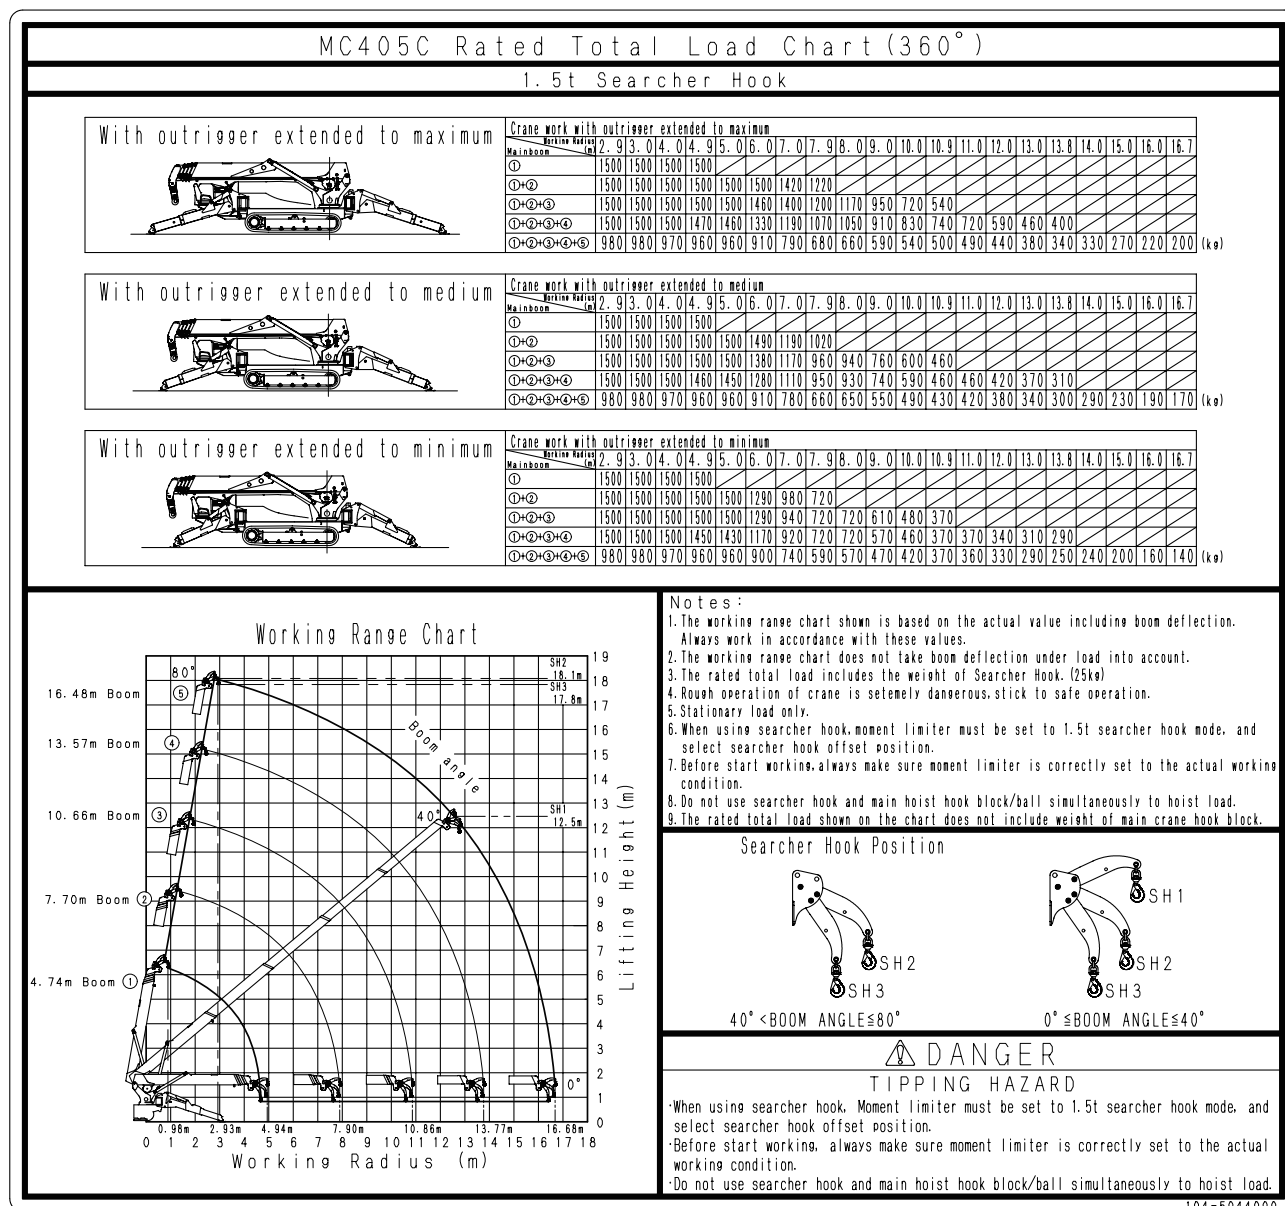 MC405C Rated Total Load Chart(360°)
1.5t Searcher Hook
With outrigger extended to maximum
Crane work with outrigger extended to maximum
Working Radius (m) 2.9 3.0 4.0 4.9 5.0 6.0 7.0 7.9 8.0 9.0 10.0 10.9 11.0 12.0 13.0 13.8 14.0 15.0 16.0 16.7
Mainboom
① 1500 1500 1500 1500
①+② 1500 1500 1500 1500 1500 1500 1420 1220
①+②+③ 1500 1500 1500 1500 1500 1460 1400 1200 1170 950 720 540
①+②+③+④ 1500 1500 1500 1470 1460 1330 1190 1070 1050 910 830 740 720 590 460 400
①+②+③+④+⑤ 980 980 970 960 960 910 790 680 660 590 540 500 490 440 380 340 330 270 220 200 (kg)
With outrigger extended to medium
Crane work with outrigger extended to medium
Working Radius (m) 2.9 3.0 4.0 4.9 5.0 6.0 7.0 7.9 8.0 9.0 10.0 10.9 11.0 12.0 13.0 13.8 14.0 15.0 16.0 16.7
Mainboom
① 1500 1500 1500 1500
①+② 1500 1500 1500 1500 1500 1490 1190 1020
①+②+③ 1500 1500 1500 1500 1500 1380 1170 960 940 760 600 460
①+②+③+④ 1500 1500 1500 1460 1450 1280 1110 950 930 740 590 460 460 420 370 310
①+②+③+④+⑤ 980 980 970 960 960 910 780 660 650 550 490 430 420 380 340 300 290 230 190 170 (kg)
With outrigger extended to minimum
Crane work with outrigger extended to minimum
Working Radius (m) 2.9 3.0 4.0 4.9 5.0 6.0 7.0 7.9 8.0 9.0 10.0 10.9 11.0 12.0 13.0 13.8 14.0 15.0 16.0 16.7
Mainboom
① 1500 1500 1500 1500
①+② 1500 1500 1500 1500 1500 1290 980 720
①+②+③ 1500 1500 1500 1500 1500 1290 940 720 720 610 480 370
①+②+③+④ 1500 1500 1500 1450 1430 1170 920 720 720 570 460 370 370 340 310 290
①+②+③+④+⑤ 980 980 970 960 960 900 740 590 570 470 420 370 360 330 290 250 240 200 160 140 (kg)
Working Range Chart
80°
SH2
18.1m
SH3
17.8m
16.48m Boom ⑤
13.57m Boom ④
10.66m Boom ③
7.70m Boom ②
4.74m Boom ①
Boom angle
40°
SH1
12.5m
0°
19
18
17
16
15
14
13
12
11
10
9
8
7
6
5
4
3
2
1
0
Lifting Height(m)
0.98m 2.93m 4.94m 7.90m 10.86m 13.77m 16.68m
0 1 2 3 4 5 6 7 8 9 10 11 12 13 14 15 16 17 18
Working Radius (m)
Notes:
1. The working range chart shown is based on the actual value including boom deflection.
Always work in accordance with these values.
2. The working range chart does not take boom deflection under load into account.
3. The rated total load includes the weight of Searcher Hook. (25kg)
4. Rough operation of crane is setemely dangerous,stick to safe operation.
5. Stationary load only.
6. When using searcher hook,moment limiter must be set to 1.5t searcher hook mode, and
select searcher hook offset position.
7. Before start working,always make sure moment limiter is correctly set to the actual working
condition.
8. Do not use searcher hook and main hoist hook block/ball simultaneously to hoist load.
9. The rated total load shown on the chart does not include weight of main crane hook block.
Searcher Hook Position
SH2
SH3
40°<BOOM ANGLE≦80°
SH1
SH2
SH3
0°≦BOOM ANGLE≦40°
DANGER
TIPPING HAZARD
·When using searcher hook, Moment limiter must be set to 1.5t searcher hook mode, and
select searcher hook offset position.
·Before start working, always make sure moment limiter is correctly set to the actual
working condition.
·Do not use searcher hook and main hoist hook block/ball simultaneously to hoist load.